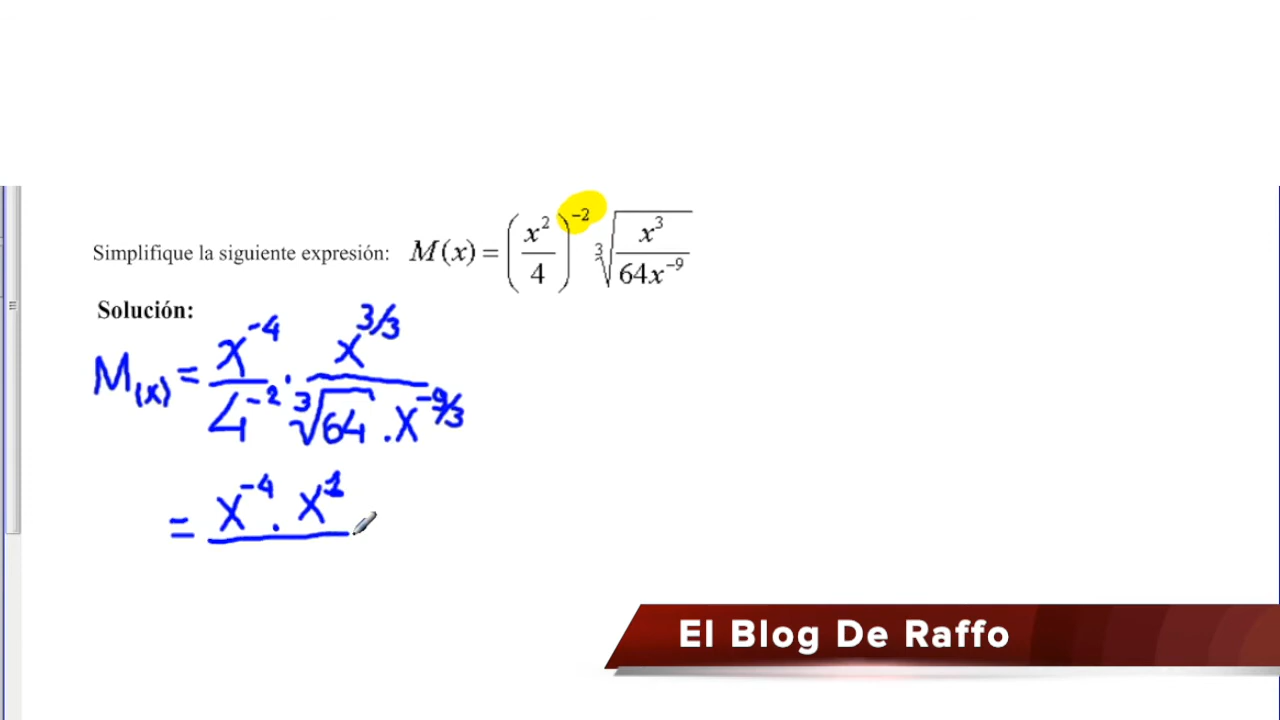 Simplifique la siguiente expresión: M(x) = (x²/4)⁻² ∛(x³/(64x⁻⁹))
Solución:
M(x) = x⁻⁴/4⁻² · x^(3/3)/(∛64 . x^(-9/3))
= x⁻⁴ . x¹
El Blog De Raffo